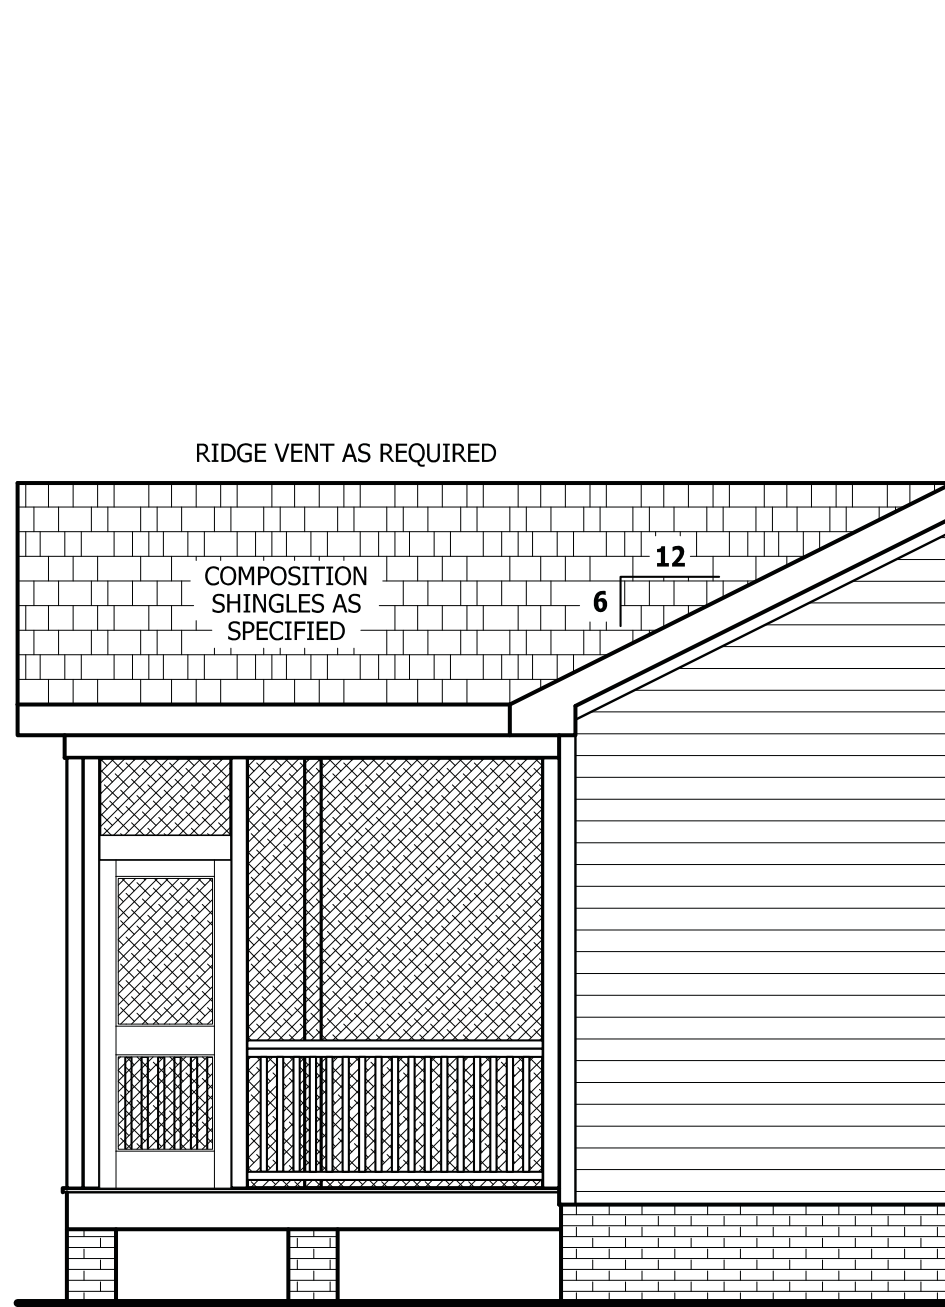 RIDGE VENT AS REQUIRED
12
6
COMPOSITION
SHINGLES AS
SPECIFIED